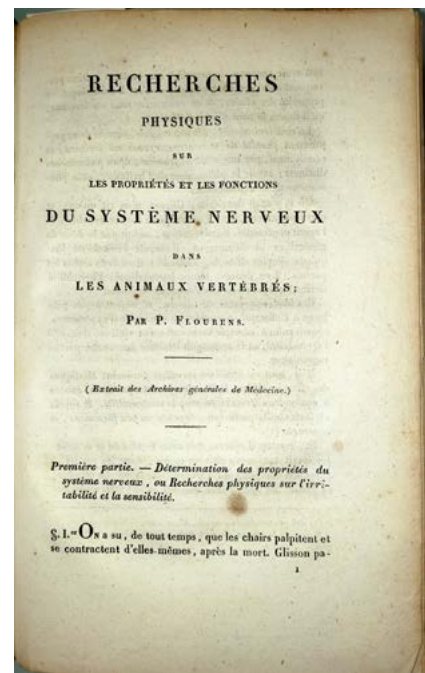 RECHERCHES
PHYSIQUES
SUR
LES PROPRIÉTÉS ET LES FONCTIONS
DU SYSTÈME NERVEUX
DANS
LES ANIMAUX VERTÉBRÉS;
PAR P. FLOURENS.
(Extrait des Archives générales de Médecine.)
Première partie. — Détermination des propriétés du
système nerveux, ou Recherches physiques sur l'irri-
tabilité et la sensibilité.
§. I.er ON a su, de tout temps, que les chairs palpitent et
se contractent d'elles-mêmes, après la mort. Glisson pa-
1